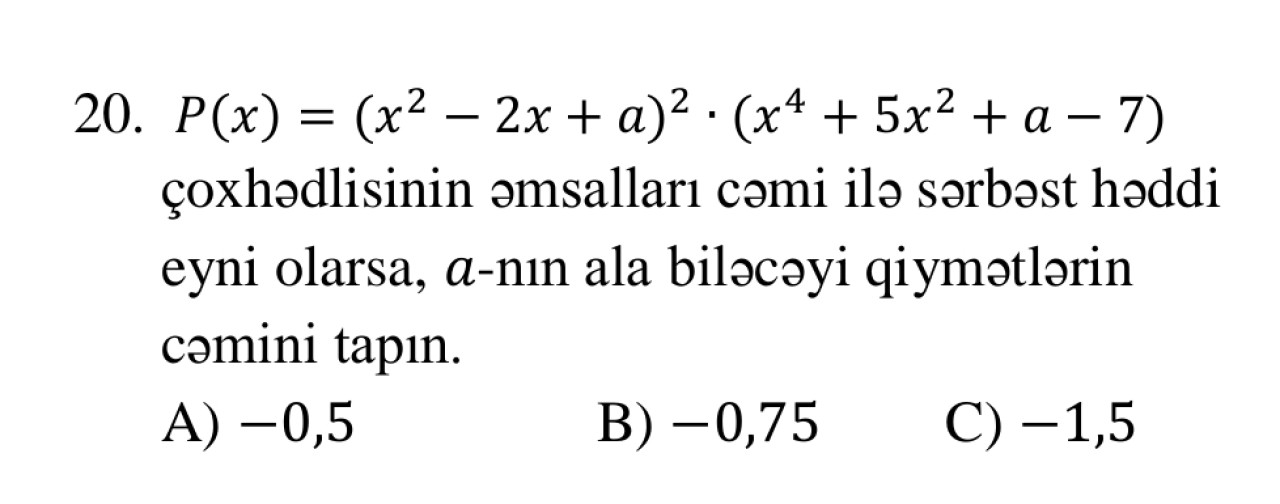 20. P(x) = (x² − 2x + a)² · (x⁴ + 5x² + a − 7)
çoxhədlisinin əmsalları cəmi ilə sərbəst həddi
eyni olarsa, a-nın ala biləcəyi qiymətlərin
cəmini tapın.
A) −0,5 B) −0,75 C) −1,5